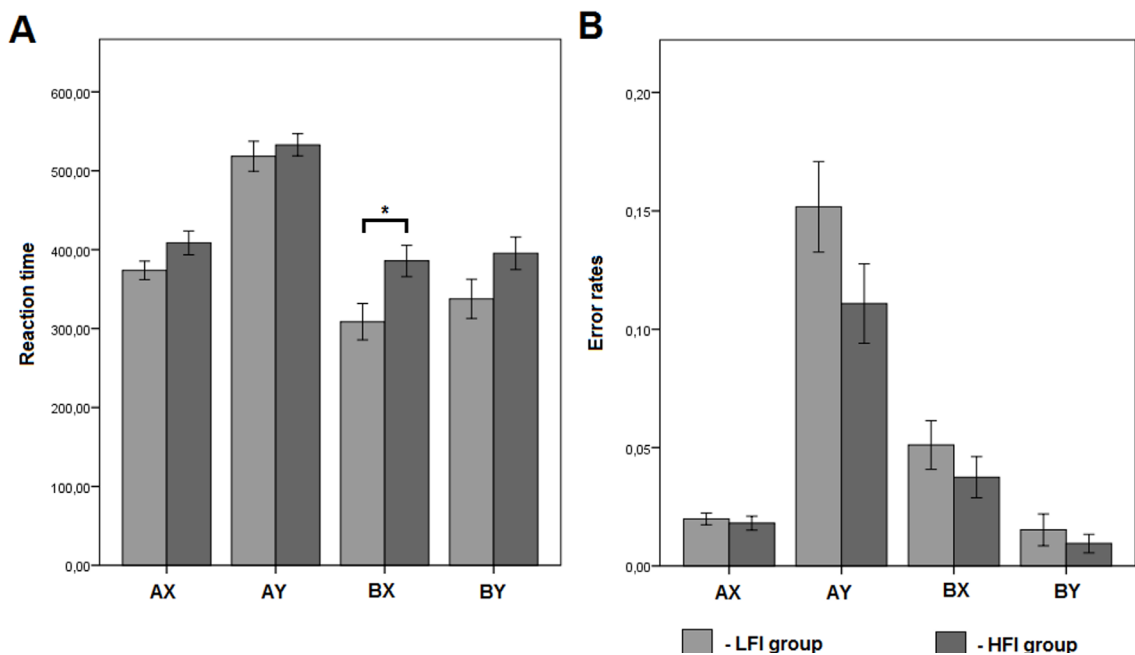 A
Reaction time
600,00
500,00
400,00
300,00
200,00
100,00
0,00
*
AX AY BX BY
B
Error rates
0,20
0,15
0,10
0,05
0,00
AX AY BX BY
- LFI group - HFI group